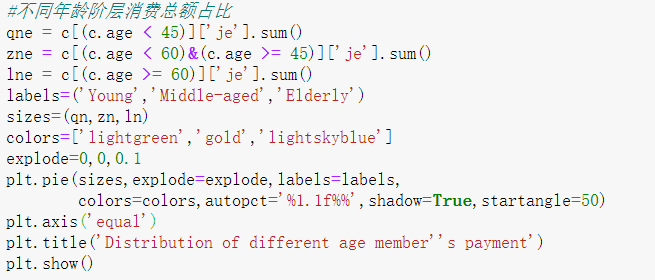 #不同年龄阶层消费总额占比
qne = c[(c.age < 45)]['je'].sum()
zne = c[(c.age < 60)&(c.age >= 45)]['je'].sum()
lne = c[(c.age >= 60)]['je'].sum()
labels=('Young','Middle-aged','Elderly')
sizes=(qn,zn,ln)
colors=['lightgreen','gold','lightskyblue']
explode=0,0,0.1
plt.pie(sizes,explode=explode,labels=labels,
colors=colors,autopct='%1.1f%%',shadow=True,startangle=50)
plt.axis('equal')
plt.title('Distribution of different age member''s payment')
plt.show()